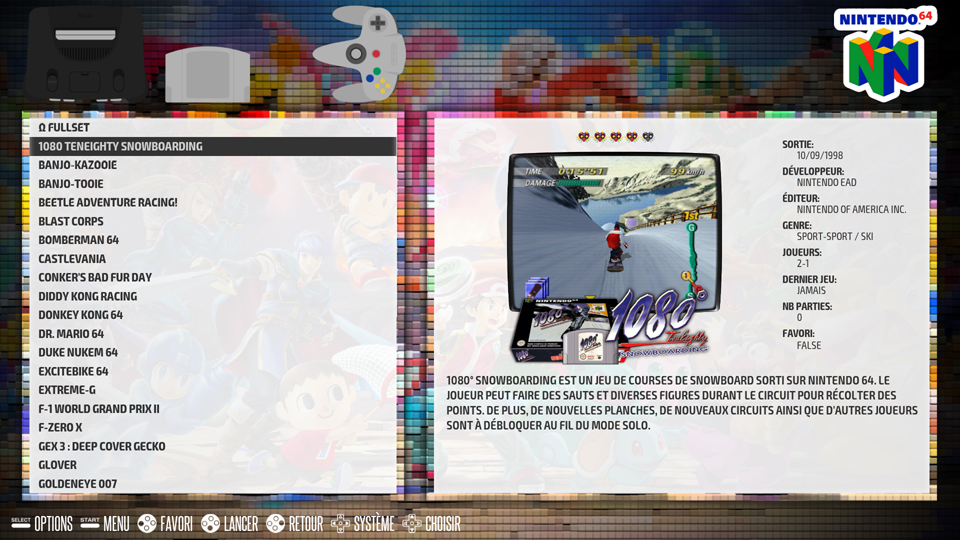 NINTENDO 64
Ω FULLSET
1080 TENEIGHTY SNOWBOARDING
BANJO-KAZOOIE
BANJO-TOOIE
BEETLE ADVENTURE RACING!
BLAST CORPS
BOMBERMAN 64
CASTLEVANIA
CONKER'S BAD FUR DAY
DIDDY KONG RACING
DONKEY KONG 64
DR. MARIO 64
DUKE NUKEM 64
EXCITEBIKE 64
EXTREME-G
F-1 WORLD GRAND PRIX II
F-ZERO X
GEX 3 : DEEP COVER GECKO
GLOVER
GOLDENEYE 007
TIME 0'15"51
99 km/h
DAMAGE
1st
G
1
1080°
Teneighty
SNOWBOARDING
SORTIE:
10/09/1998
DÉVELOPPEUR:
NINTENDO EAD
ÉDITEUR:
NINTENDO OF AMERICA INC.
GENRE:
SPORT-SPORT / SKI
JOUEURS:
2-1
DERNIER JEU:
JAMAIS
NB PARTIES:
0
FAVORI:
FALSE
1080° SNOWBOARDING EST UN JEU DE COURSES DE SNOWBOARD SORTI SUR NINTENDO 64. LE
JOUEUR PEUT FAIRE DES SAUTS ET DIVERSES FIGURES DURANT LE CIRCUIT POUR RÉCOLTER DES
POINTS. DE PLUS, DE NOUVELLES PLANCHES, DE NOUVEAUX CIRCUITS AINSI QUE D'AUTRES JOUEURS
SONT À DÉBLOQUER AU FIL DU MODE SOLO.
SELECT OPTIONS START MENU FAVORI LANCER RETOUR SYSTÈME CHOISIR